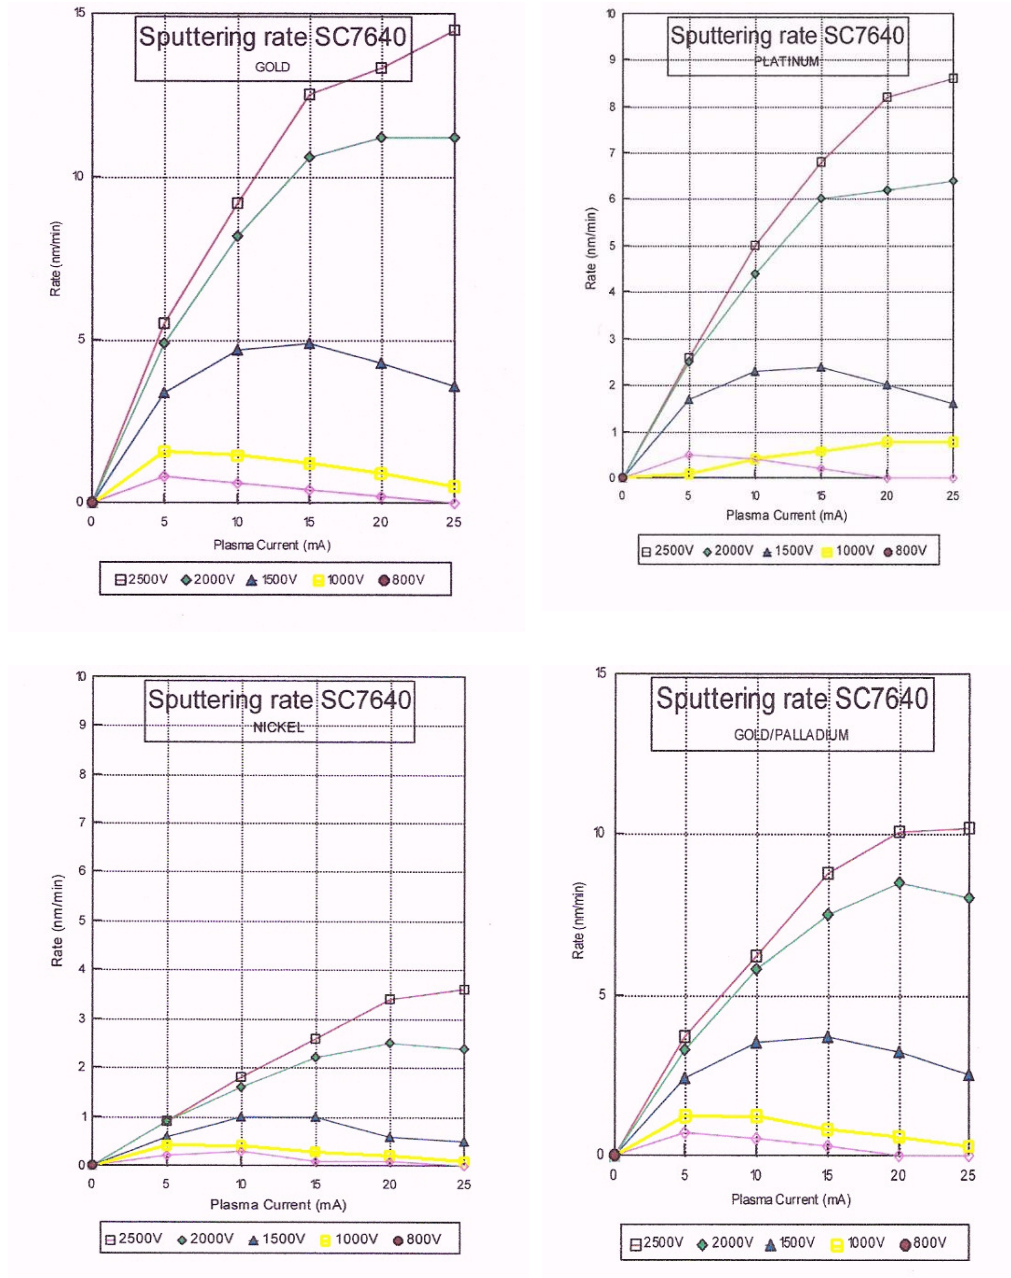 Sputtering rate SC7640
GOLD
15
10
5
0
Rate (nm/min)
0 5 10 15 20 25
Plasma Current (mA)
2500V 2000V 1500V 1000V 800V
Sputtering rate SC7640
PLATINUM
10
9
8
7
6
5
4
3
2
1
0
Rate (nm/min)
0 5 10 15 20 25
Plasma Current (mA)
2500V 2000V 1500V 1000V 800V
Sputtering rate SC7640
NICKEL
10
9
8
7
6
5
4
3
2
1
0
Rate (nm/min)
0 5 10 15 20 25
Plasma Current (mA)
2500V 2000V 1500V 1000V 800V
Sputtering rate SC7640
GOLD/PALLADIUM
15
10
5
0
Rate (nm/min)
0 5 10 15 20 25
Plasma Current (mA)
2500V 2000V 1500V 1000V 800V